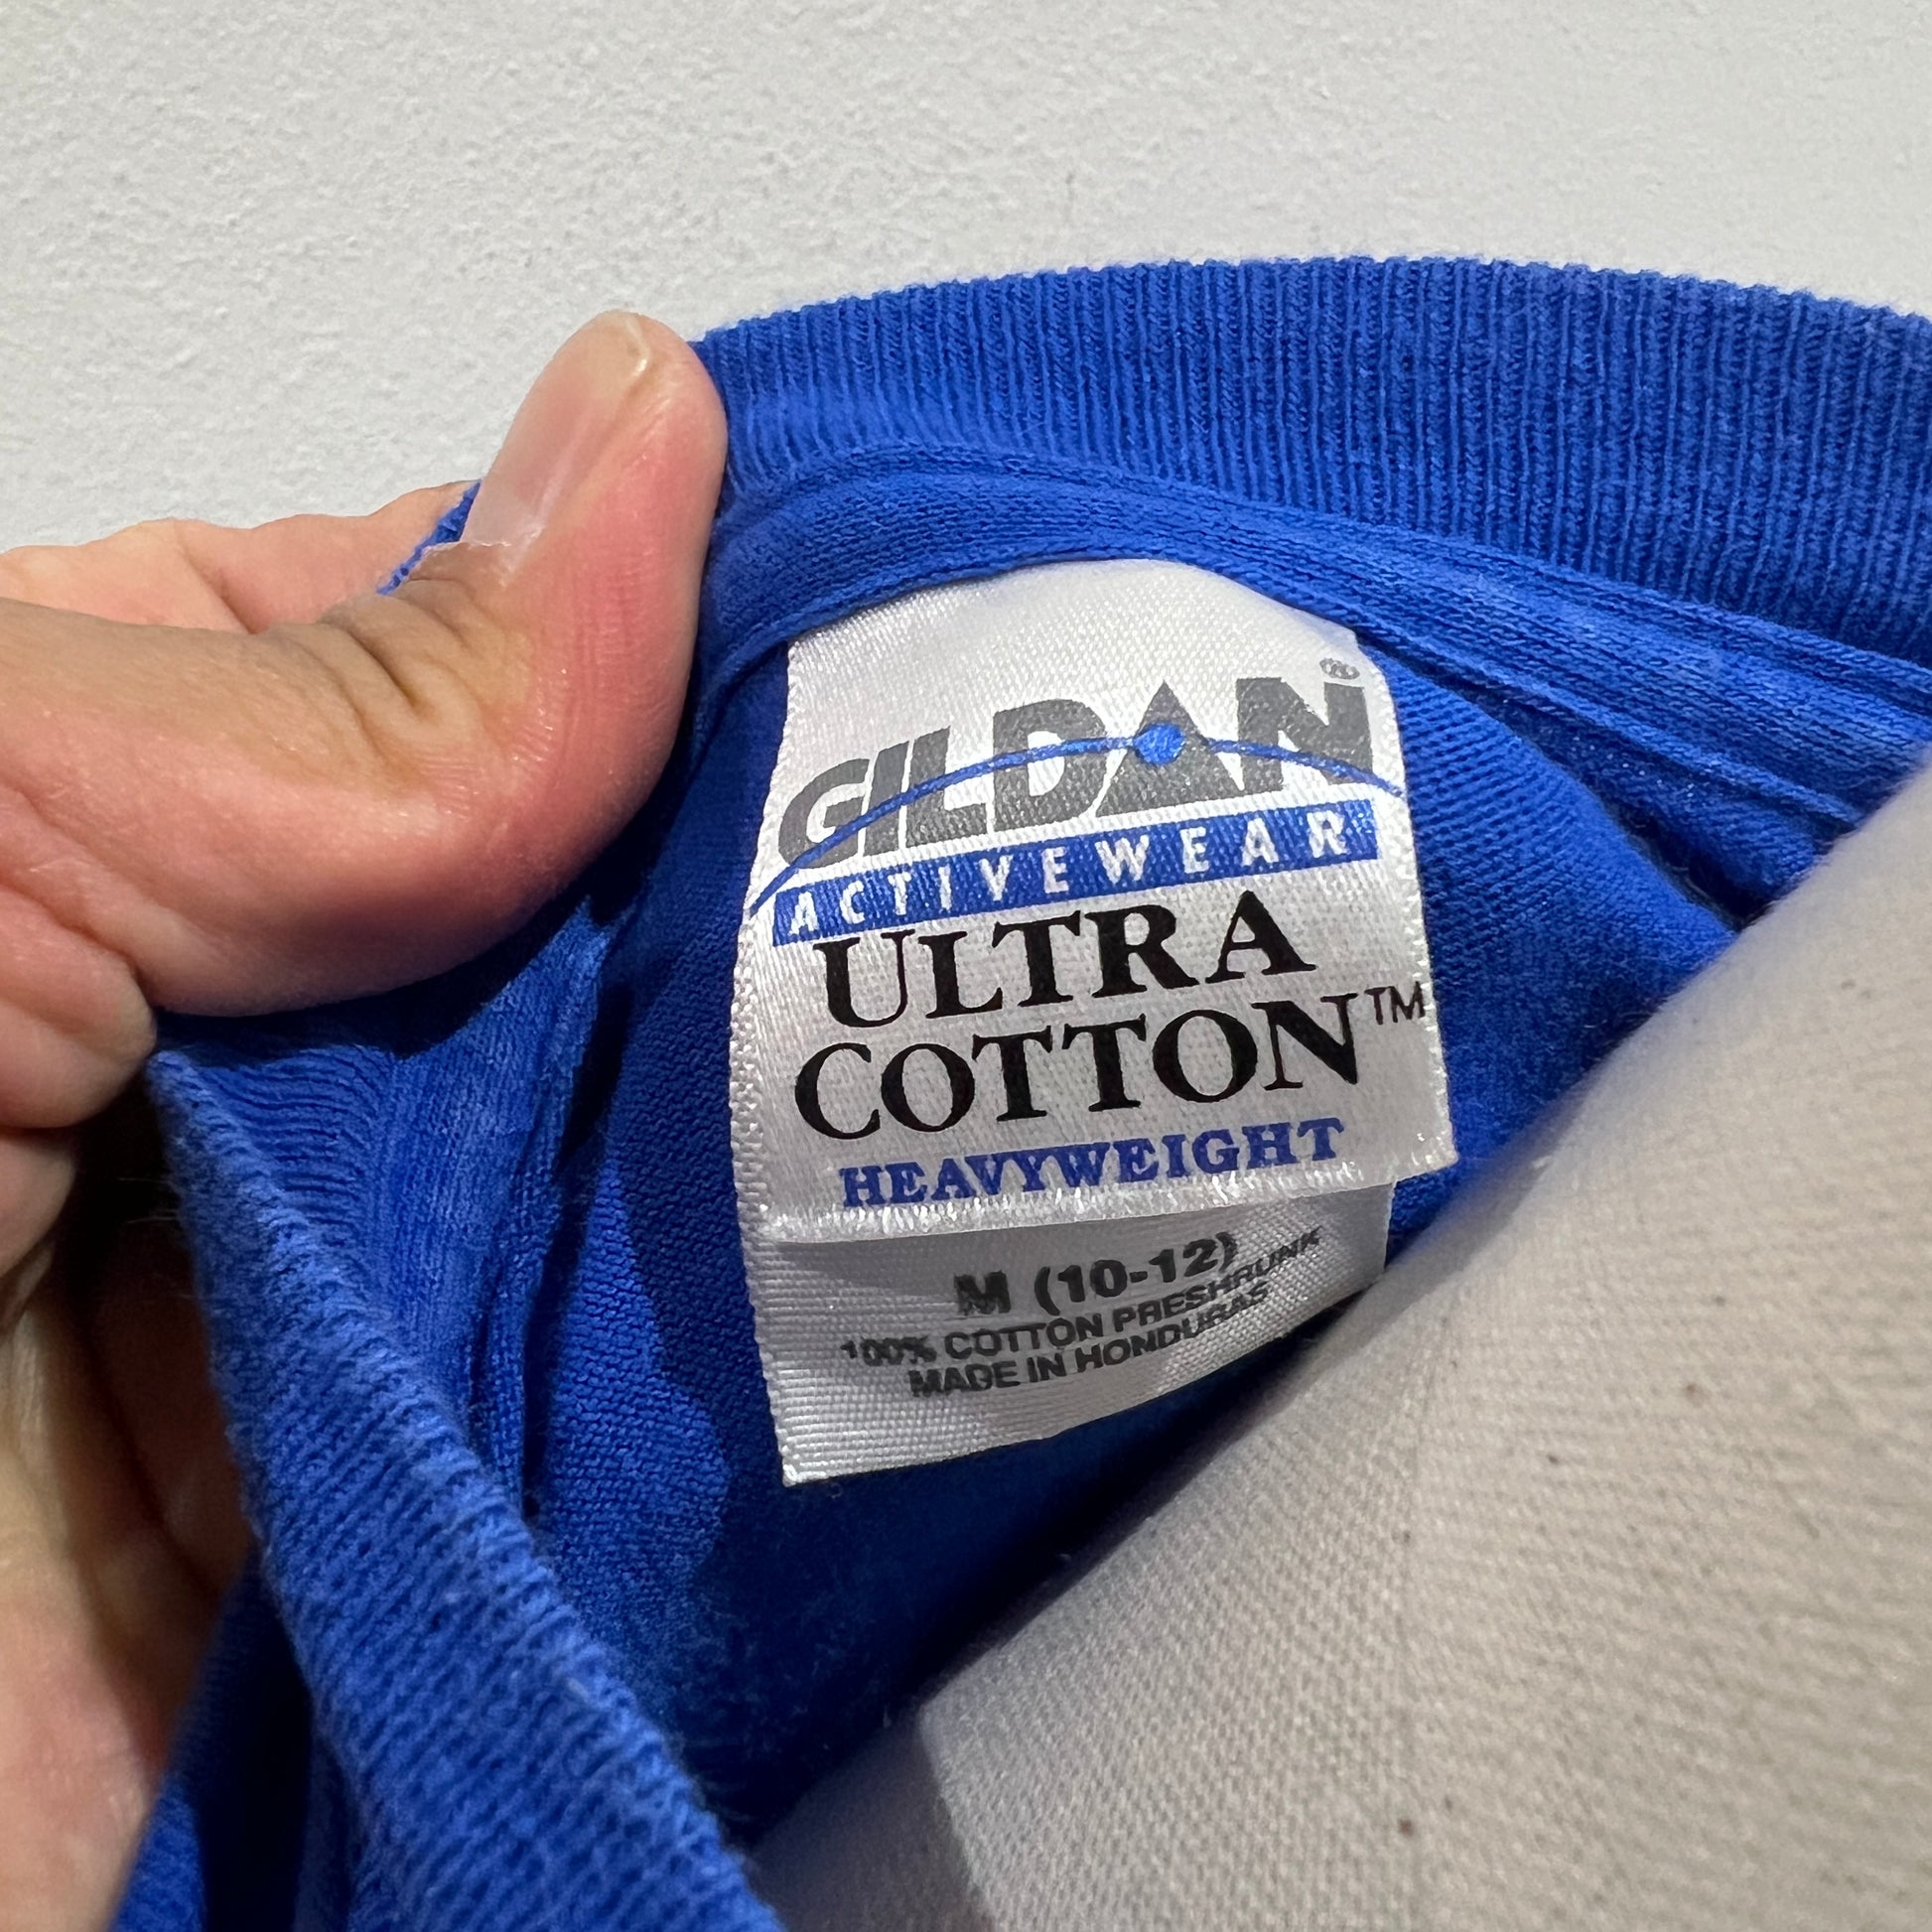 GILDAN®
ACTIVEWEAR
ULTRA
COTTON™
HEAVYWEIGHT
M (10-12)
100% COTTON PRESHRUNK
MADE IN HONDURAS